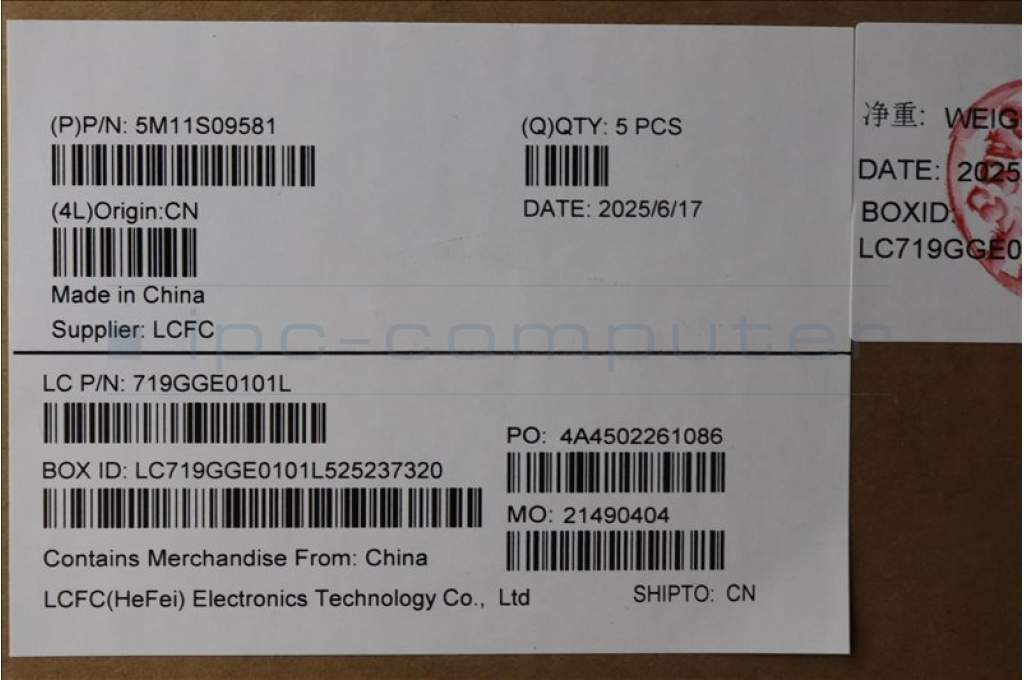 (P)P/N: 5M11S09581
(Q)QTY: 5 PCS
(4L)Origin:CN
DATE: 2025/6/17
Made in China
Supplier: LCFC
ipc-computer
LC P/N: 719GGE0101L
PO: 4A4502261086
BOX ID: LC719GGE0101L525237320
MO: 21490404
Contains Merchandise From: China
LCFC(HeFei) Electronics Technology Co., Ltd
SHIPTO: CN
净重: WEIG
DATE: 2025
BOXID:
LC719GGE0